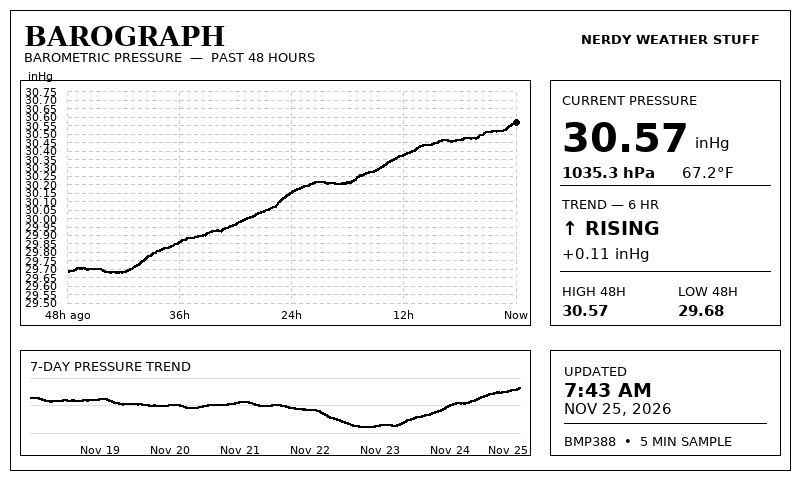 BAROGRAPH
BAROMETRIC PRESSURE — PAST 48 HOURS
NERDY WEATHER STUFF
inHg
30.75
30.70
30.65
30.60
30.55
30.50
30.45
30.40
30.35
30.30
30.25
30.20
30.15
30.10
30.05
30.00
29.95
29.90
29.85
29.80
29.75
29.70
29.65
29.60
29.55
29.50
48h ago 36h 24h 12h Now
CURRENT PRESSURE
30.57 inHg
1035.3 hPa 67.2°F
TREND — 6 HR
↑ RISING
+0.11 inHg
HIGH 48H LOW 48H
30.57 29.68
7-DAY PRESSURE TREND
Nov 19 Nov 20 Nov 21 Nov 22 Nov 23 Nov 24 Nov 25
UPDATED
7:43 AM
NOV 25, 2026
BMP388 • 5 MIN SAMPLE